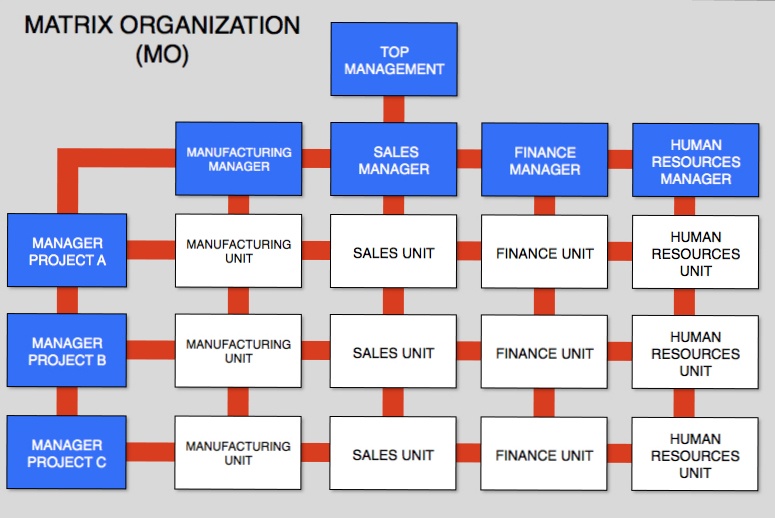 MATRIX ORGANIZATION
(MO)
TOP
MANAGEMENT
MANUFACTURING
MANAGER
SALES
MANAGER
FINANCE
MANAGER
HUMAN
RESOURCES
MANAGER
MANAGER
PROJECT A
MANUFACTURING
UNIT
SALES UNIT
FINANCE UNIT
HUMAN
RESOURCES
UNIT
MANAGER
PROJECT B
MANUFACTURING
UNIT
SALES UNIT
FINANCE UNIT
HUMAN
RESOURCES
UNIT
MANAGER
PROJECT C
MANUFACTURING
UNIT
SALES UNIT
FINANCE UNIT
HUMAN
RESOURCES
UNIT